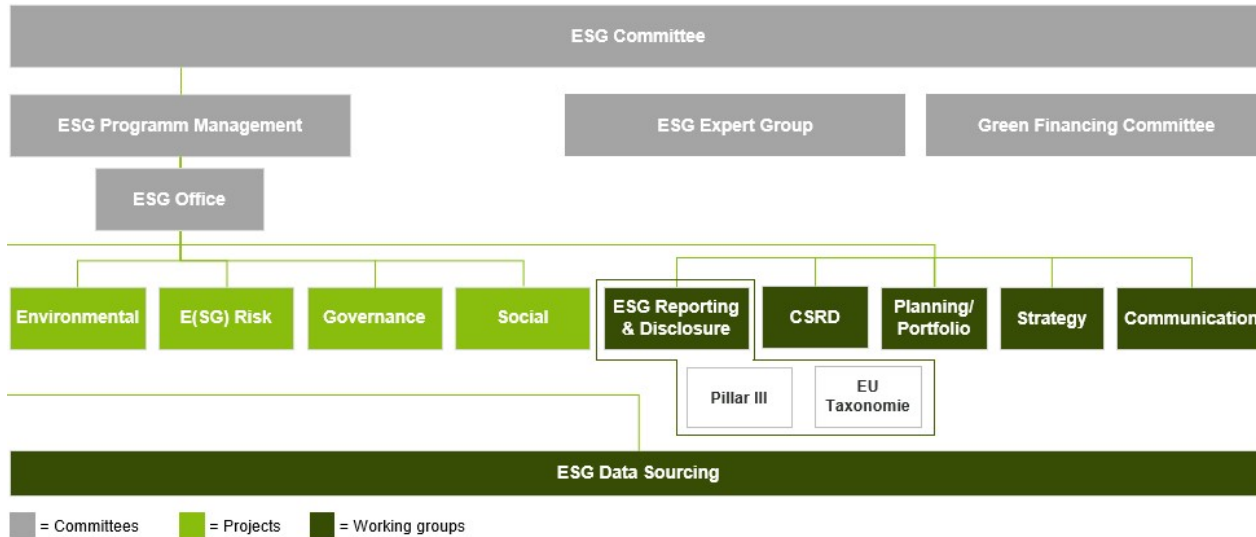 ESG Committee
ESG Programm Management
ESG Expert Group
Green Financing Committee
ESG Office
Environmental
E(SG) Risk
Governance
Social
ESG Reporting
& Disclosure
CSRD
Planning/
Portfolio
Strategy
Communication
Pillar III
EU
Taxonomie
ESG Data Sourcing
= Committees
= Projects
= Working groups